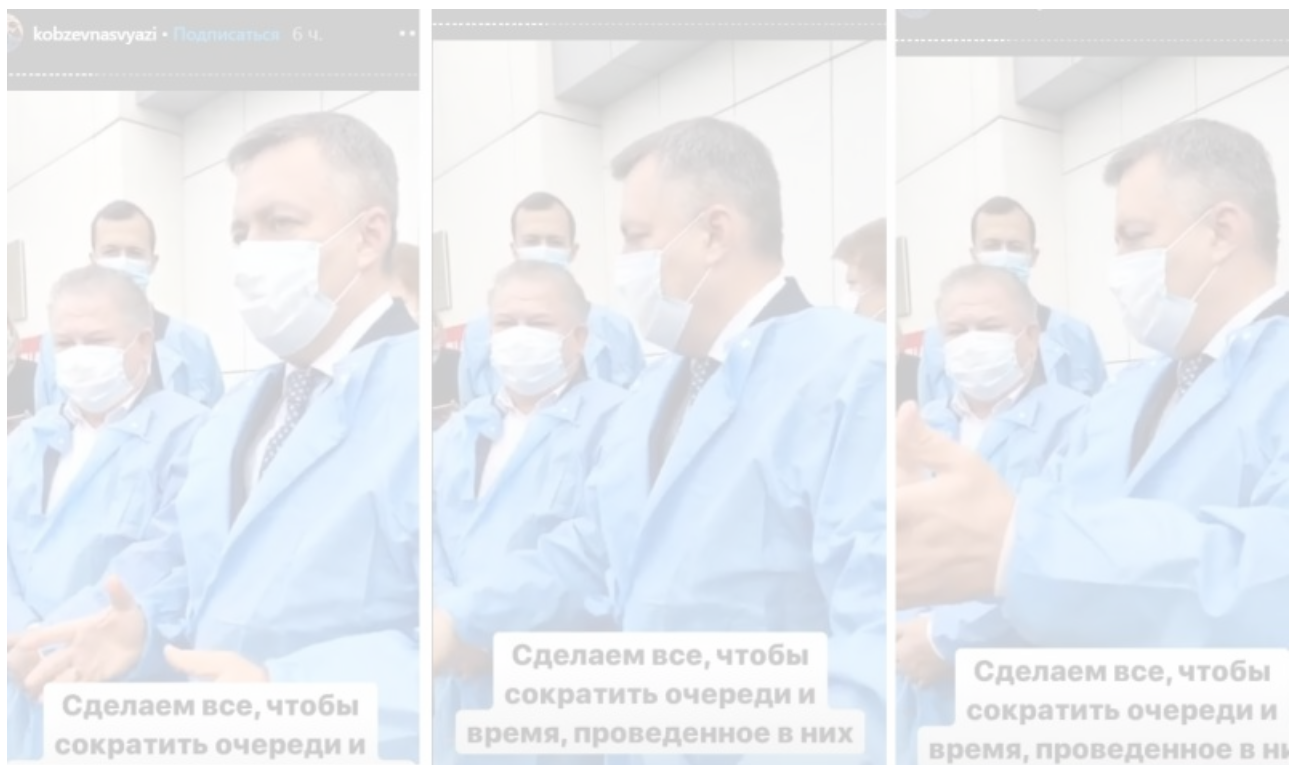 kobzevnasvyazi • Подписаться 6 ч.
Сделаем все, чтобы
сократить очереди и
Сделаем все, чтобы
сократить очереди и
время, проведенное в них
Сделаем все, чтобы
сократить очереди и
время, проведенное в